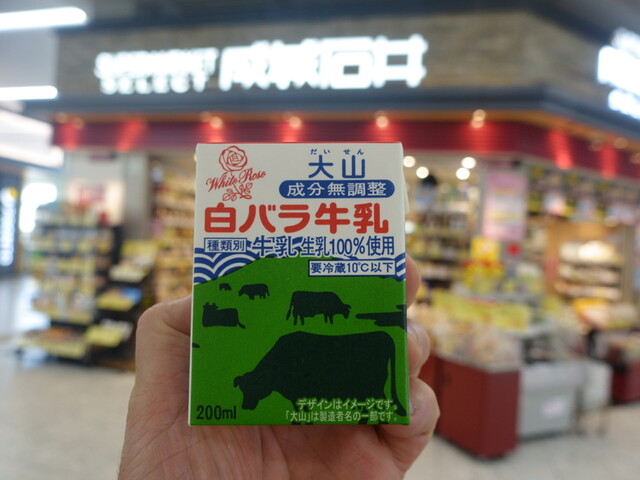 SUPERMARKET
SELECT
成城石井
White Rose
だいせん
大山
成分無調整
白バラ牛乳
種類別 牛乳 生乳100%使用
要冷蔵10℃以下
200ml
デザインはイメージです。
「大山」は製造者名の一部です。